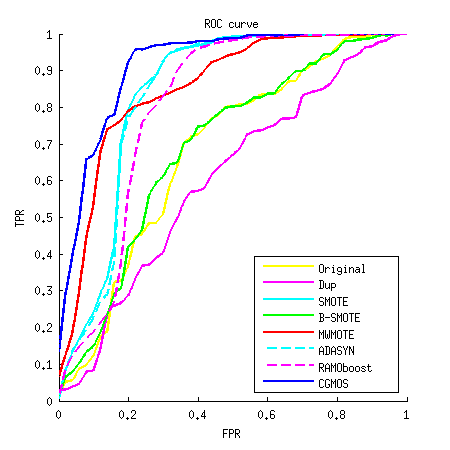 ROC curve
1
0.9
0.8
0.7
0.6
0.5
0.4
0.3
0.2
0.1
0
TPR
0 0.2 0.4 0.6 0.8 1
FPR
Original
Dup
SMOTE
B-SMOTE
MWMOTE
ADASYN
RAMOboost
CGMOS